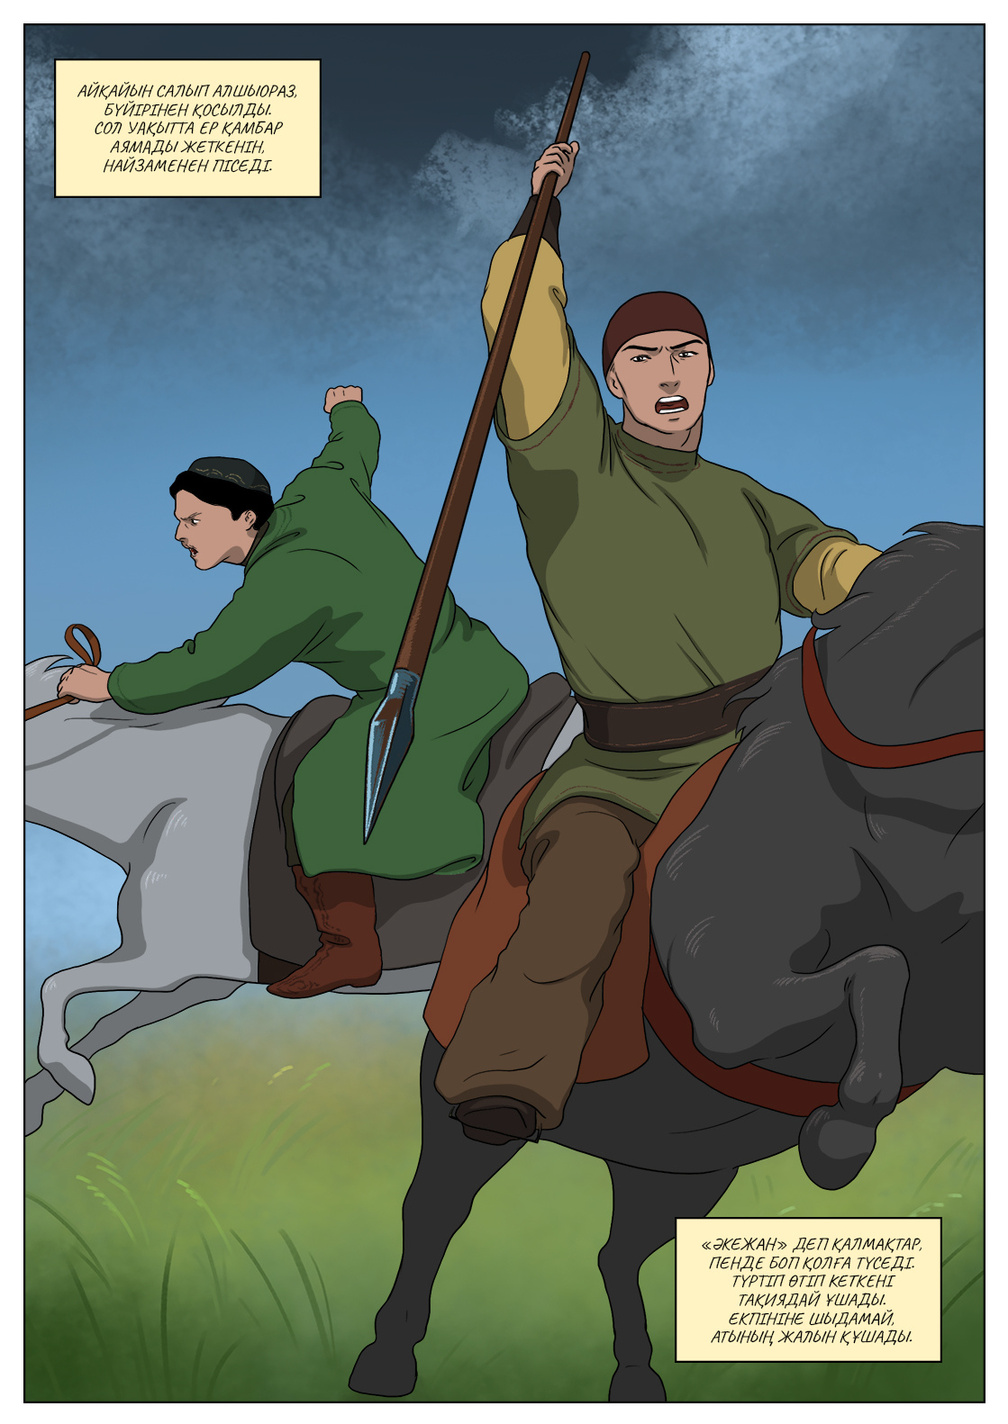 АЙҚАЙЫН САЛЫП АЛШЫОРАЗ,
БҮЙІРІНЕН ҚОСЫЛДЫ.
СОЛ УАҚЫТТА ЕР ҚАМБАР
АЯМАДЫ ЖЕТКЕНІН,
НАЙЗАМЕНЕН ПІСЕДІ.
«ӘКЕЖАН» ДЕП ҚАЛМАҚТАР,
ПЕНДЕ БОП ҚОЛҒА ТҮСЕДІ.
ТҮРТІП ӨТІП КЕТКЕНІ
ТАҚИЯДАЙ ҰШАДЫ.
ЕКПІНІНЕ ШЫДАМАЙ,
АТЫНЫҢ ЖАЛЫН ҚҰШАДЫ.